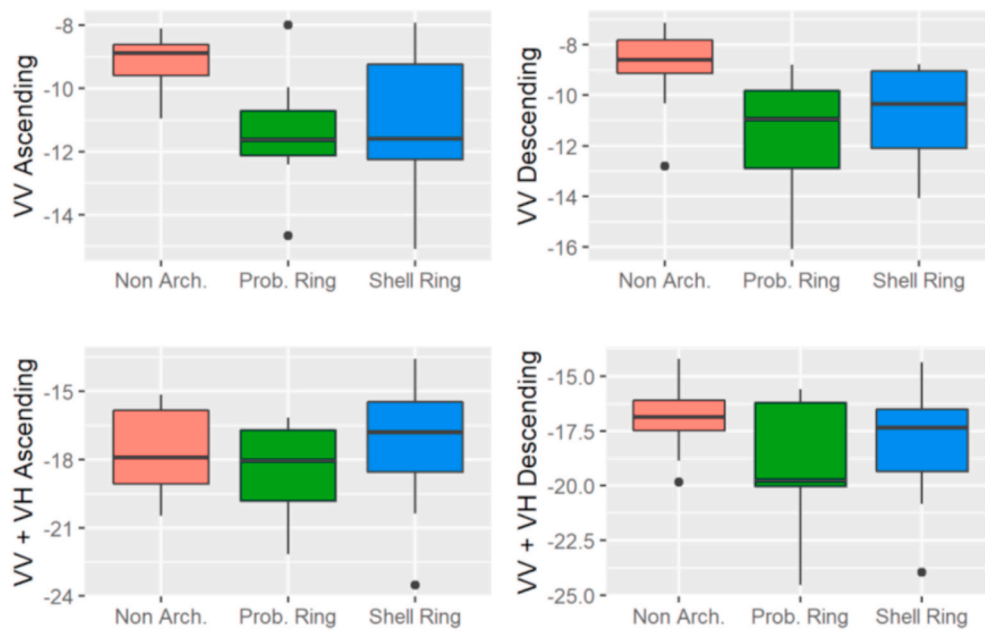 VV Ascending
-8
-10
-12
-14
Non Arch. Prob. Ring Shell Ring
VV Descending
-8
-10
-12
-14
-16
Non Arch. Prob. Ring Shell Ring
VV + VH Ascending
-15
-18
-21
-24
Non Arch. Prob. Ring Shell Ring
VV + VH Descending
-15.0
-17.5
-20.0
-22.5
-25.0
Non Arch. Prob. Ring Shell Ring